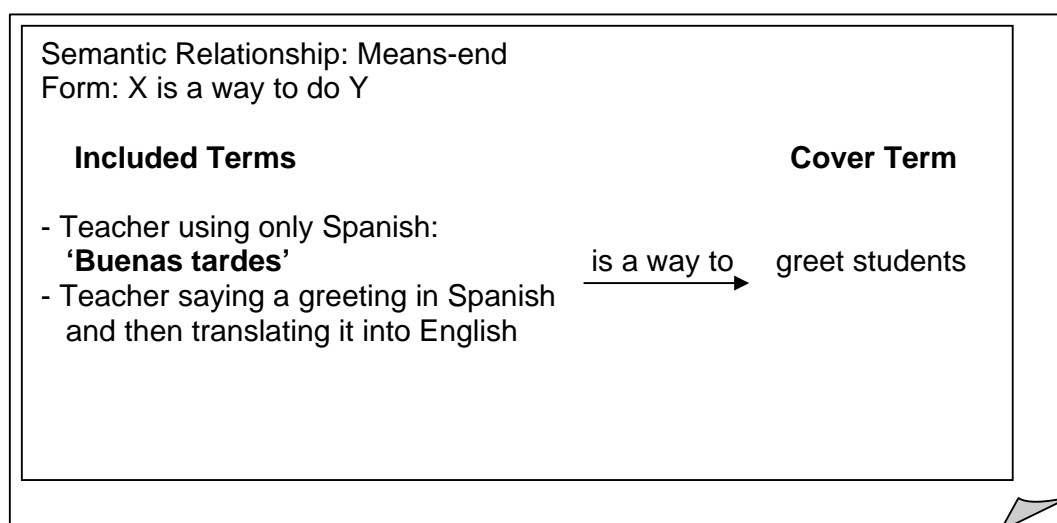 Semantic Relationship: Means-end
Form: X is a way to do Y
Included Terms Cover Term
- Teacher using only Spanish:
‘Buenas tardes’ is a way to greet students
- Teacher saying a greeting in Spanish
and then translating it into English